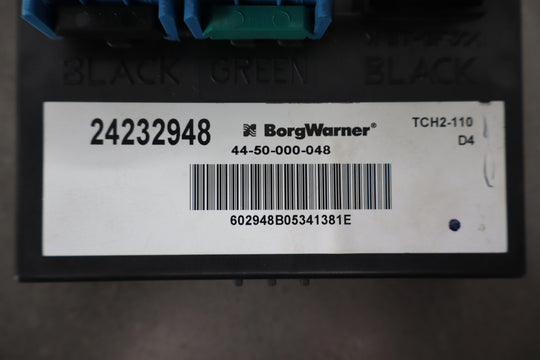 BLACK GREEN BLACK
24232948 BorgWarner® TCH2-110
D4
44-50-000-048
602948B05341381E